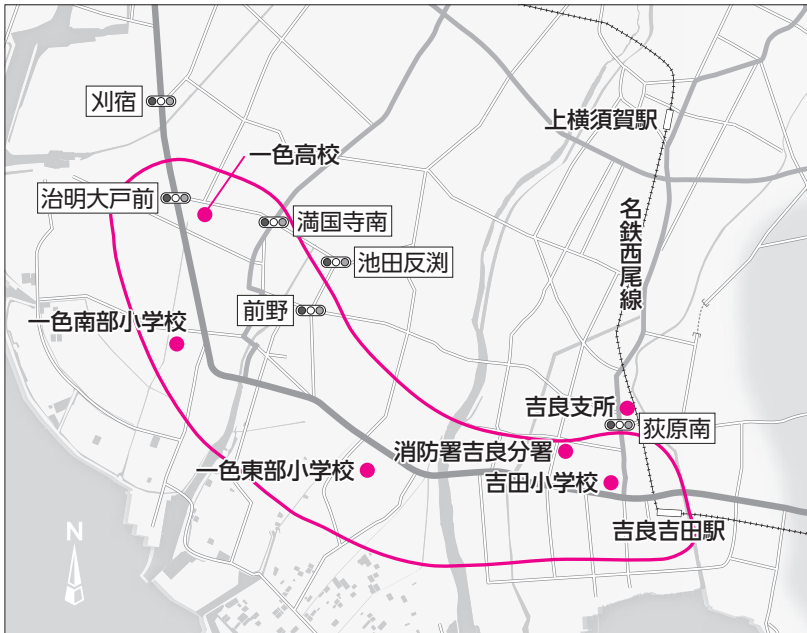 刈宿
上横須賀駅
一色高校
治明大戸前
満国寺南
名鉄西尾線
池田反渕
前野
一色南部小学校
吉良支所
荻原南
消防署吉良分署
一色東部小学校
吉田小学校
吉良吉田駅
N